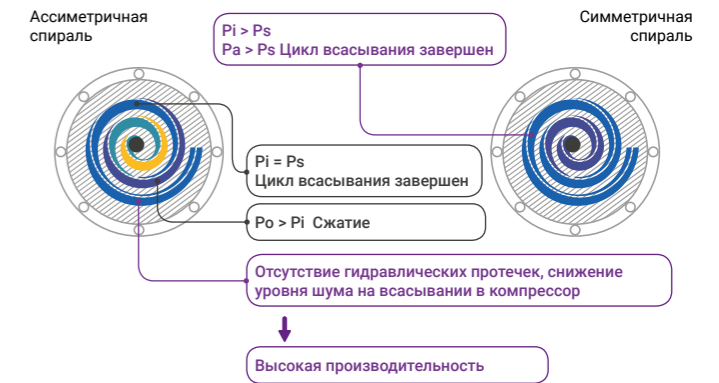 Ассиметричная
спираль
Pi > Ps
Pa > Ps Цикл всасывания завершен
Симметричная
спираль
Pi = Ps
Цикл всасывания завершен
Po > Pi Сжатие
Отсутствие гидравлических протечек, снижение
уровня шума на всасывании в компрессор
Высокая производительность